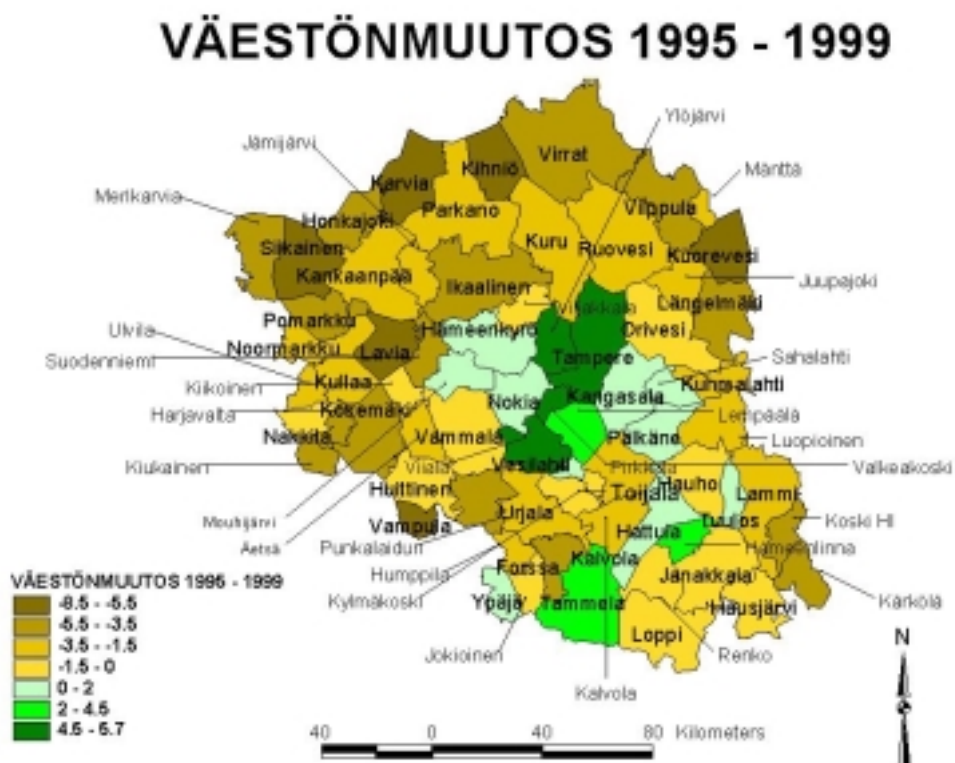 VÄESTÖNMUUTOS 1995 - 1999
Ylöjärvi
Jämijärvi
Virrat
Mänttä
Kihniö
Karvia
Merikarvia
Parkano
Vilppula
Honkajoki
Kuru
Ruovesi
Siikainen
Kuorevesi
Kankaanpää
Juupajoki
Ikaalinen
Längelmäki
Viljakkala
Pomarkku
Hämeenkyrö
Orivesi
Ulvila
Noormarkku
Lavia
Tampere
Sahalahti
Suodenniemi
Kullaa
Kuhmalahti
Kiikoinen
Kangasala
Nokia
Harjavalta
Kokemäki
Lempäälä
Nakkila
Vammala
Pälkäne
Luopioinen
Kiukainen
Viiala
Vesilahti
Pirkkala
Valkeakoski
Huittinen
Toijala
Hauho
Lammi
Mouhijärvi
Vampula
Urjala
Hattula
Tuulos
Koski Hl
Äetsä
Punkalaidun
Hämeenlinna
Humppila
Forssa
Kalvola
Janakkala
Kylmäkoski
Ypäjä
Tammela
Hausjärvi
Kärkölä
Loppi
Jokioinen
Renko
Kalvola
VÄESTÖNMUUTOS 1995 - 1999
-8.5 - -5.5
-5.5 - -3.5
-3.5 - -1.5
-1.5 - 0
0 - 2
2 - 4.5
4.5 - 5.7
N
40 0 40 80 Kilometers